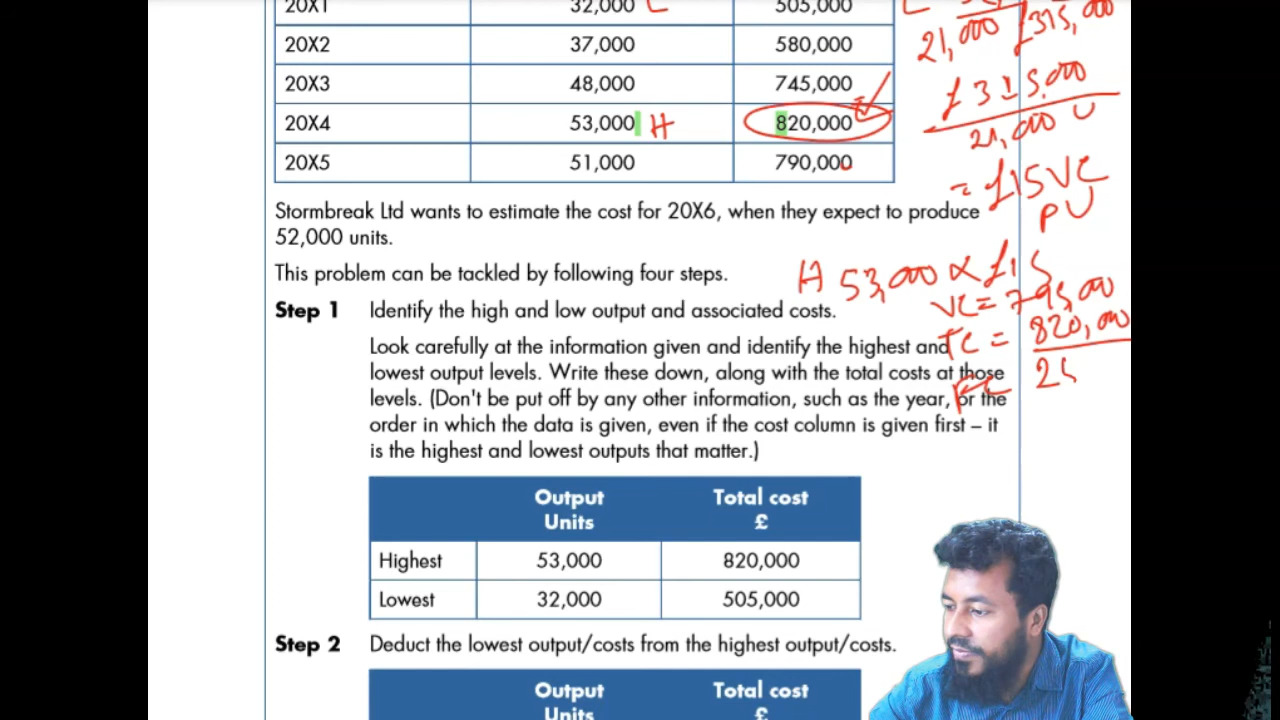 20X1 32,000 L 505,000
20X2 37,000 580,000
20X3 48,000 745,000
20X4 53,000 H 820,000
20X5 51,000 790,000
21,000 £315,000
£315,000
21,000 U
= £15 VC
PU
Stormbreak Ltd wants to estimate the cost for 20X6, when they expect to produce
52,000 units.
This problem can be tackled by following four steps.
H 53,000 x £15
VC = 795,000
TC = 820,000
FC 25
Step 1 Identify the high and low output and associated costs.
Look carefully at the information given and identify the highest and
lowest output levels. Write these down, along with the total costs at those
levels. (Don't be put off by any other information, such as the year, or the
order in which the data is given, even if the cost column is given first – it
is the highest and lowest outputs that matter.)
Output Total cost
Units £
Highest 53,000 820,000
Lowest 32,000 505,000
Step 2 Deduct the lowest output/costs from the highest output/costs.
Output Total cost
Units £